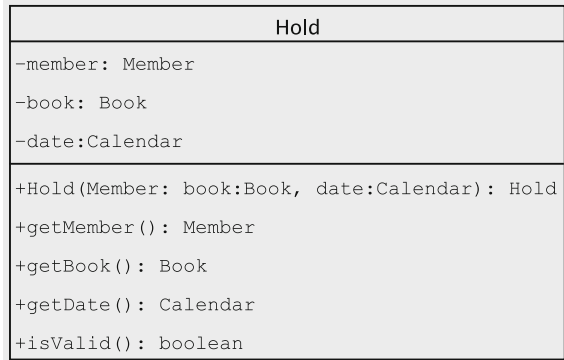 Hold
-member: Member
-book: Book
-date:Calendar
+Hold(Member: book:Book, date:Calendar): Hold
+getMember(): Member
+getBook(): Book
+getDate(): Calendar
+isValid(): boolean